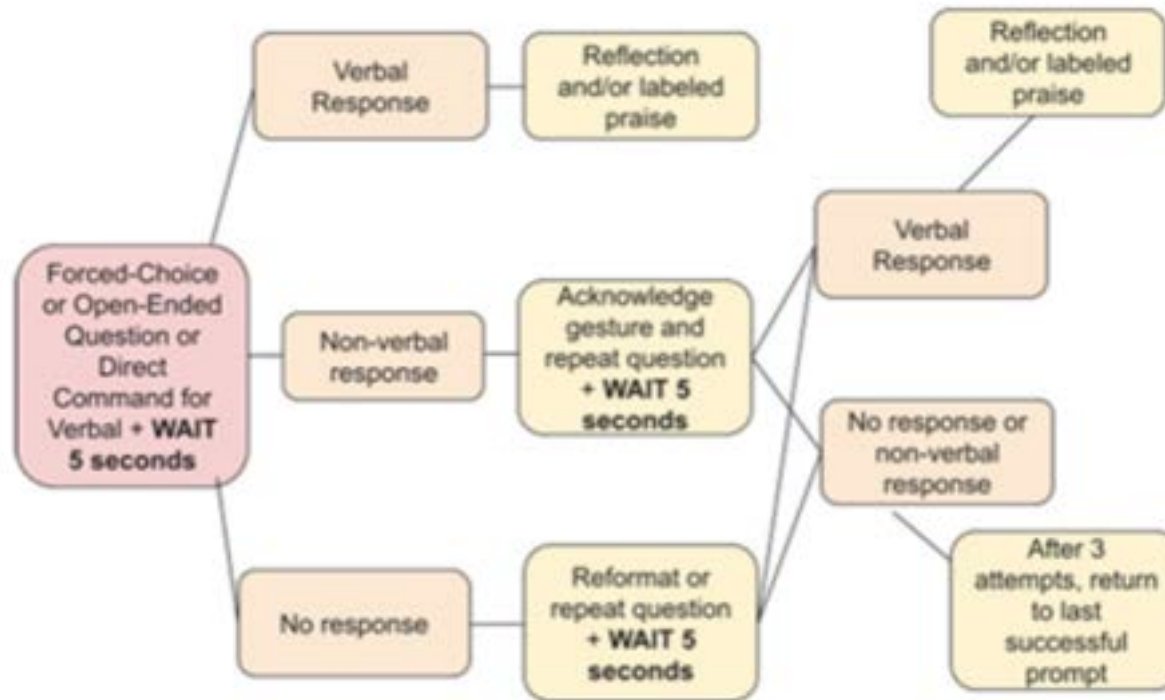 Forced-Choice
or Open-Ended
Question or
Direct
Command for
Verbal + WAIT
5 seconds
Verbal
Response
Reflection
and/or labeled
praise
Non-verbal
response
Acknowledge
gesture and
repeat question
+ WAIT 5
seconds
No response
Reformat or
repeat question
+ WAIT 5
seconds
Verbal
Response
Reflection
and/or labeled
praise
No response or
non-verbal
response
After 3
attempts, return
to last
successful
prompt